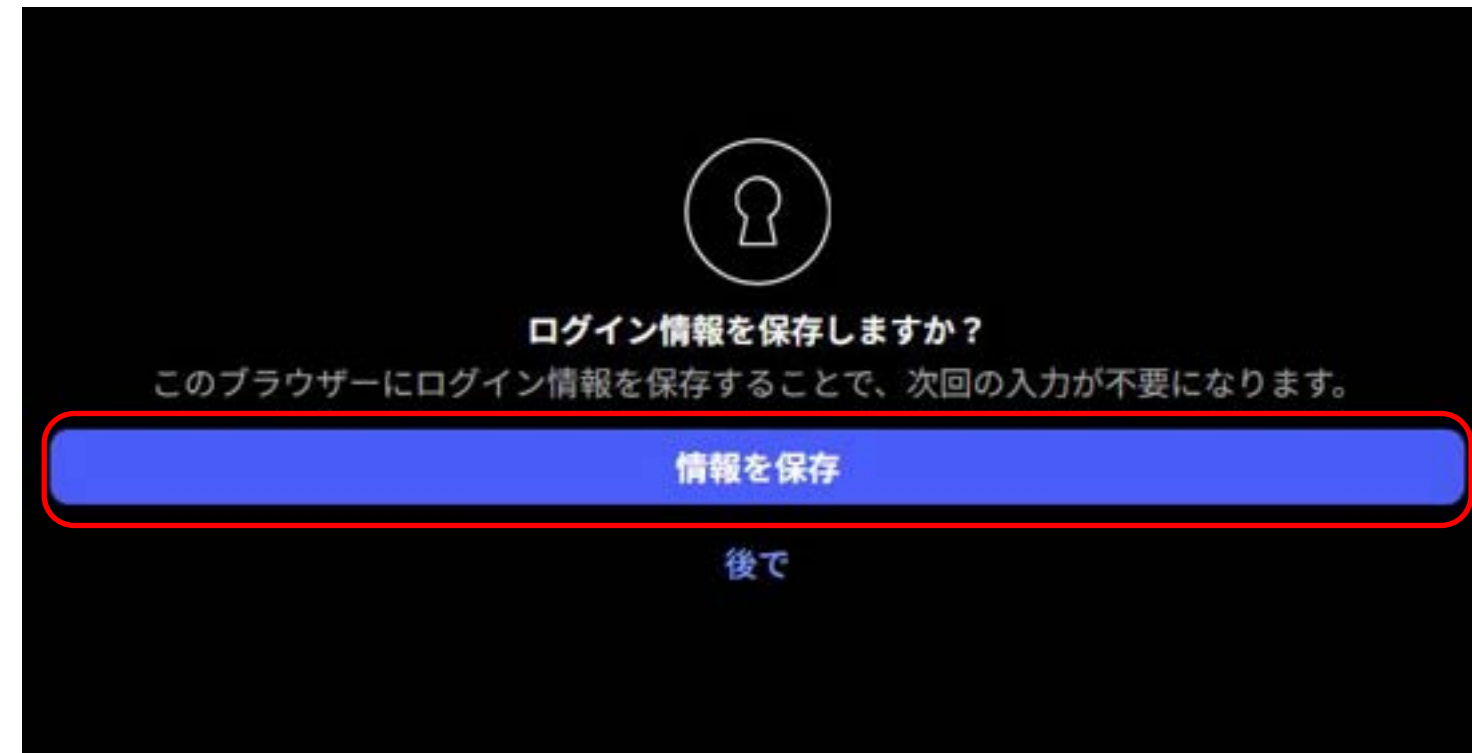 ログイン情報を保存しますか？
このブラウザーにログイン情報を保存することで、次回の入力が不要になります。
情報を保存
後で